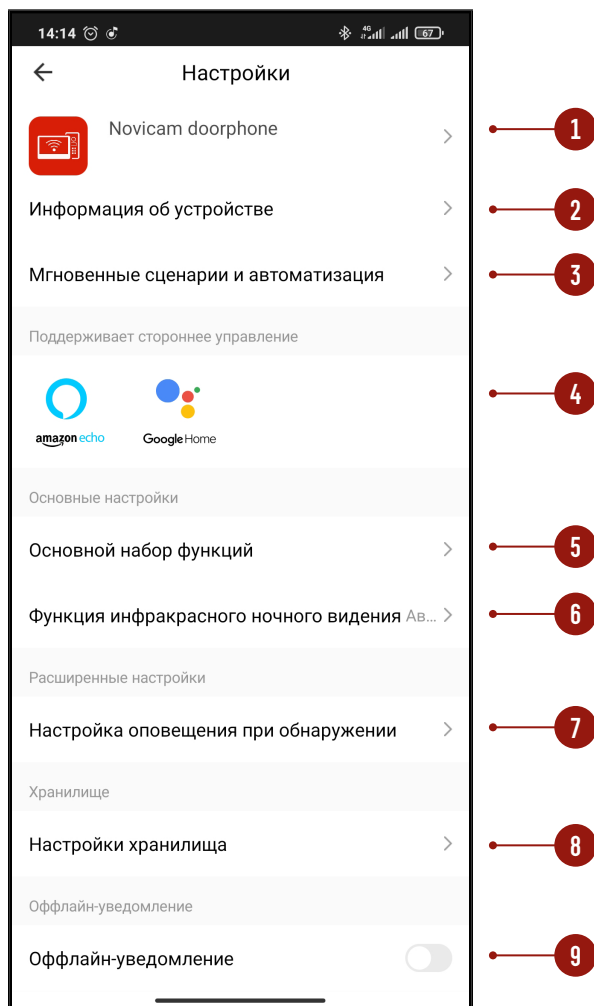 14:14 4G 67
Настройки
Novicam doorphone
1
Информация об устройстве
2
Мгновенные сценарии и автоматизация
3
Поддерживает стороннее управление
amazon echo Google Home
4
Основные настройки
Основной набор функций
5
Функция инфракрасного ночного видения Ав...
6
Расширенные настройки
Настройка оповещения при обнаружении
7
Хранилище
Настройки хранилища
8
Оффлайн-уведомление
Оффлайн-уведомление
9